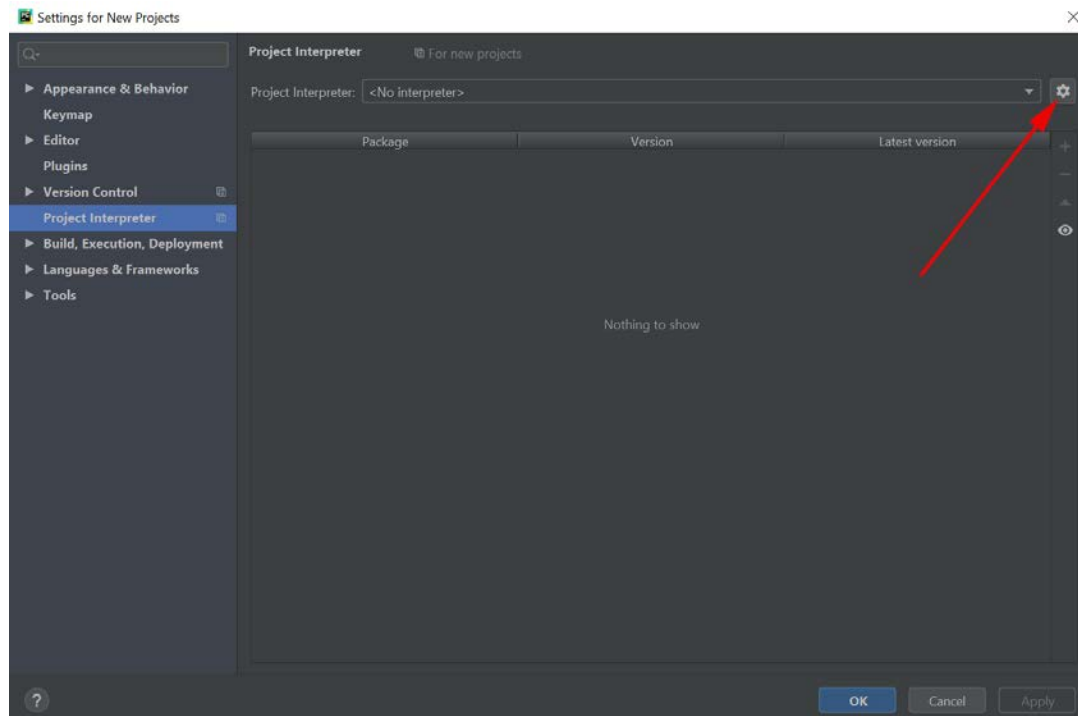 Settings for New Projects
Project Interpreter
For new projects
Appearance & Behavior
Keymap
Editor
Plugins
Version Control
Project Interpreter
Build, Execution, Deployment
Languages & Frameworks
Tools
Project Interpreter: <No interpreter>
Package Version Latest version
Nothing to show
?
OK Cancel Apply